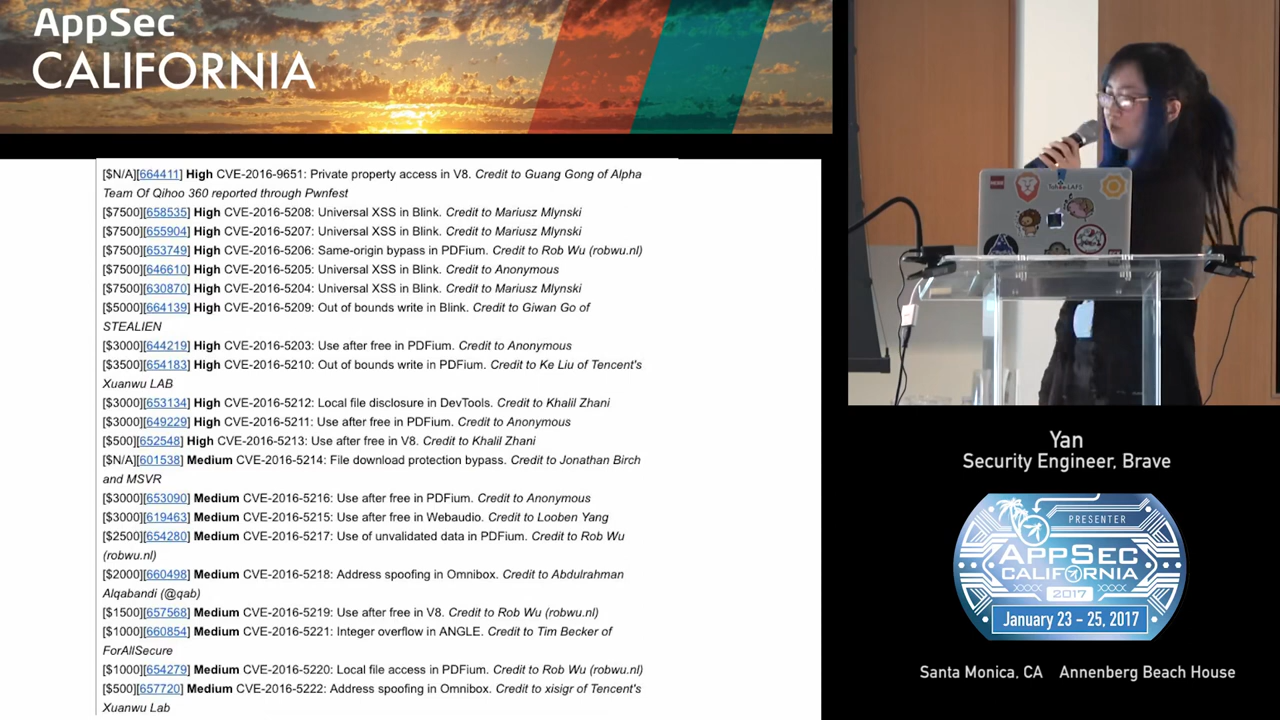 AppSec
CALIFORNIA
[$N/A][664411] High CVE-2016-9651: Private property access in V8. Credit to Guang Gong of Alpha
Team Of Qihoo 360 reported through Pwnfest
[$7500][658535] High CVE-2016-5208: Universal XSS in Blink. Credit to Mariusz Mlynski
[$7500][655904] High CVE-2016-5207: Universal XSS in Blink. Credit to Mariusz Mlynski
[$7500][653749] High CVE-2016-5206: Same-origin bypass in PDFium. Credit to Rob Wu (robwu.nl)
[$7500][646610] High CVE-2016-5205: Universal XSS in Blink. Credit to Anonymous
[$7500][630870] High CVE-2016-5204: Universal XSS in Blink. Credit to Mariusz Mlynski
[$5000][664139] High CVE-2016-5209: Out of bounds write in Blink. Credit to Giwan Go of
STEALIEN
[$3000][644219] High CVE-2016-5203: Use after free in PDFium. Credit to Anonymous
[$3500][654183] High CVE-2016-5210: Out of bounds write in PDFium. Credit to Ke Liu of Tencent's
Xuanwu LAB
[$3000][653134] High CVE-2016-5212: Local file disclosure in DevTools. Credit to Khalil Zhani
[$3000][649229] High CVE-2016-5211: Use after free in PDFium. Credit to Anonymous
[$500][652548] High CVE-2016-5213: Use after free in V8. Credit to Khalil Zhani
[$N/A][601538] Medium CVE-2016-5214: File download protection bypass. Credit to Jonathan Birch
and MSVR
[$3000][653090] Medium CVE-2016-5216: Use after free in PDFium. Credit to Anonymous
[$3000][619463] Medium CVE-2016-5215: Use after free in Webaudio. Credit to Looben Yang
[$2500][654280] Medium CVE-2016-5217: Use of unvalidated data in PDFium. Credit to Rob Wu
(robwu.nl)
[$2000][660498] Medium CVE-2016-5218: Address spoofing in Omnibox. Credit to Abdulrahman
Alqabandi (@qab)
[$1500][657568] Medium CVE-2016-5219: Use after free in V8. Credit to Rob Wu (robwu.nl)
[$1000][660854] Medium CVE-2016-5221: Integer overflow in ANGLE. Credit to Tim Becker of
ForAllSecure
[$1000][654279] Medium CVE-2016-5220: Local file access in PDFium. Credit to Rob Wu (robwu.nl)
[$500][657720] Medium CVE-2016-5222: Address spoofing in Omnibox. Credit to xisigr of Tencent's
Xuanwu Lab
Yan
Security Engineer, Brave
PRESENTER
APPSEC
CALIFORNIA
2017
January 23 - 25, 2017
Santa Monica, CA Annenberg Beach House